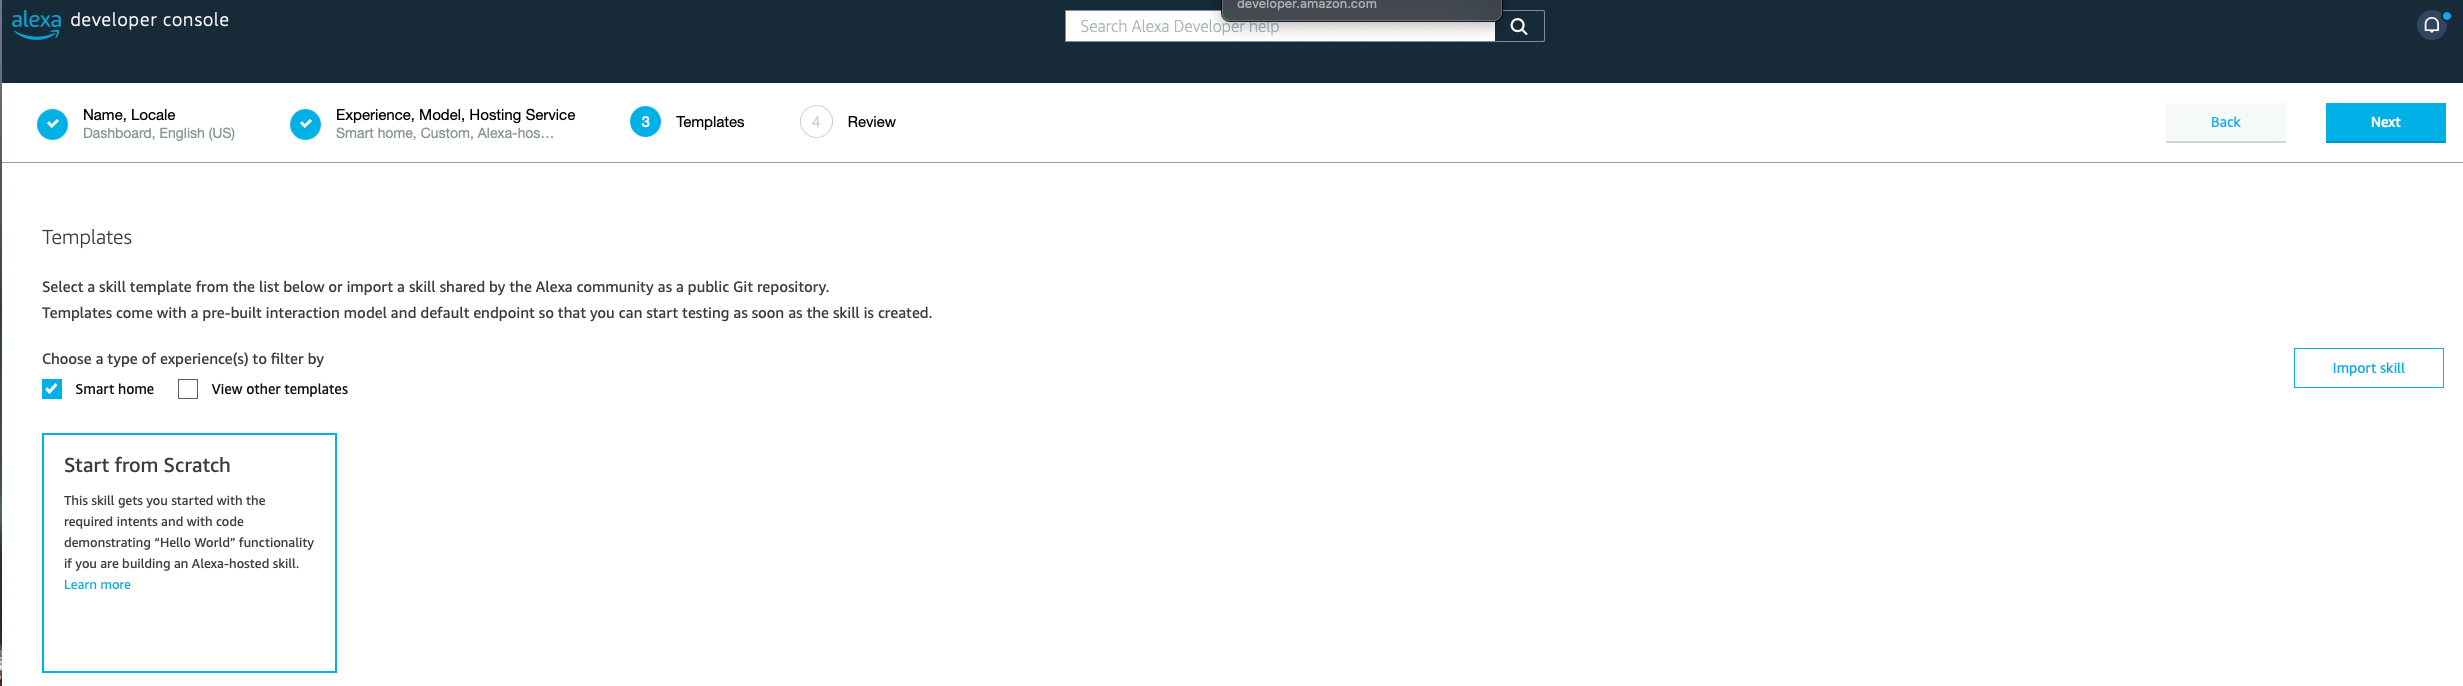 developer.amazon.com
alexa developer console
Search Alexa Developer help
Name, Locale
Dashboard, English (US)
Experience, Model, Hosting Service
Smart home, Custom, Alexa-hos...
3 Templates
4 Review
Back
Next
Templates
Select a skill template from the list below or import a skill shared by the Alexa community as a public Git repository.
Templates come with a pre-built interaction model and default endpoint so that you can start testing as soon as the skill is created.
Choose a type of experience(s) to filter by
Import skill
Smart home
View other templates
Start from Scratch
This skill gets you started with the
required intents and with code
demonstrating “Hello World” functionality
if you are building an Alexa-hosted skill.
Learn more